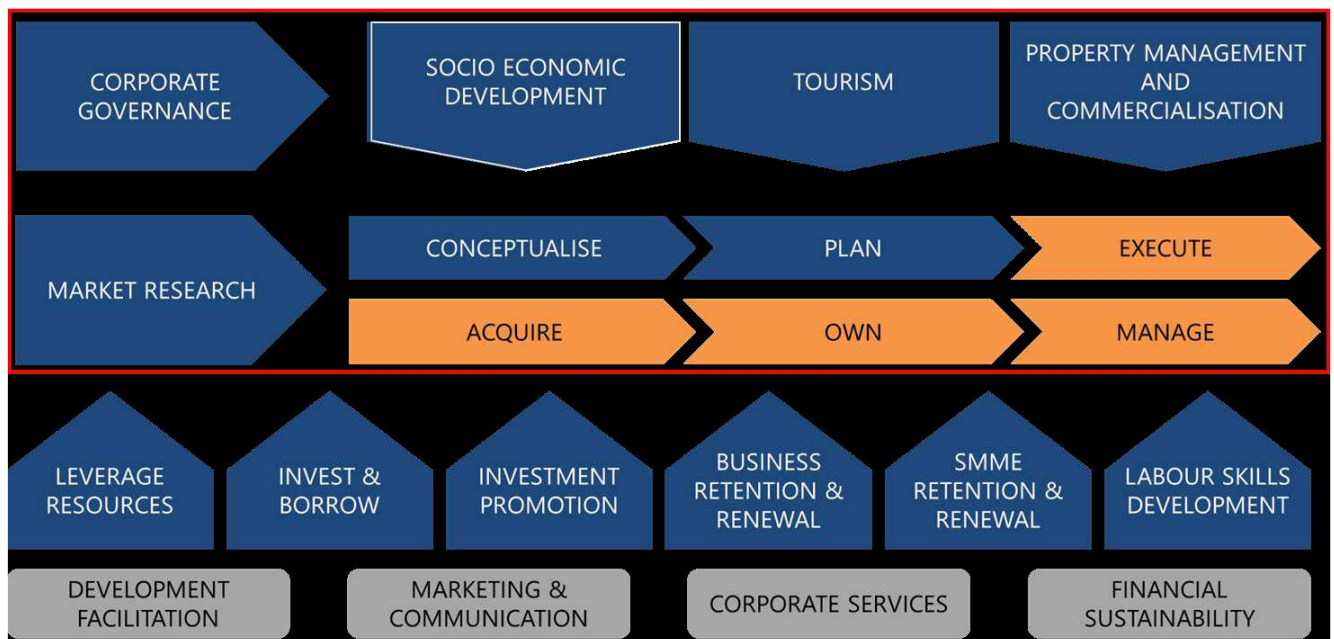 CORPORATE
GOVERNANCE
SOCIO ECONOMIC
DEVELOPMENT
TOURISM
PROPERTY MANAGEMENT
AND
COMMERCIALISATION
MARKET RESEARCH
CONCEPTUALISE
PLAN
EXECUTE
ACQUIRE
OWN
MANAGE
LEVERAGE
RESOURCES
INVEST &
BORROW
INVESTMENT
PROMOTION
BUSINESS
RETENTION &
RENEWAL
SMME
RETENTION &
RENEWAL
LABOUR SKILLS
DEVELOPMENT
DEVELOPMENT
FACILITATION
MARKETING &
COMMUNICATION
CORPORATE SERVICES
FINANCIAL
SUSTAINABILITY